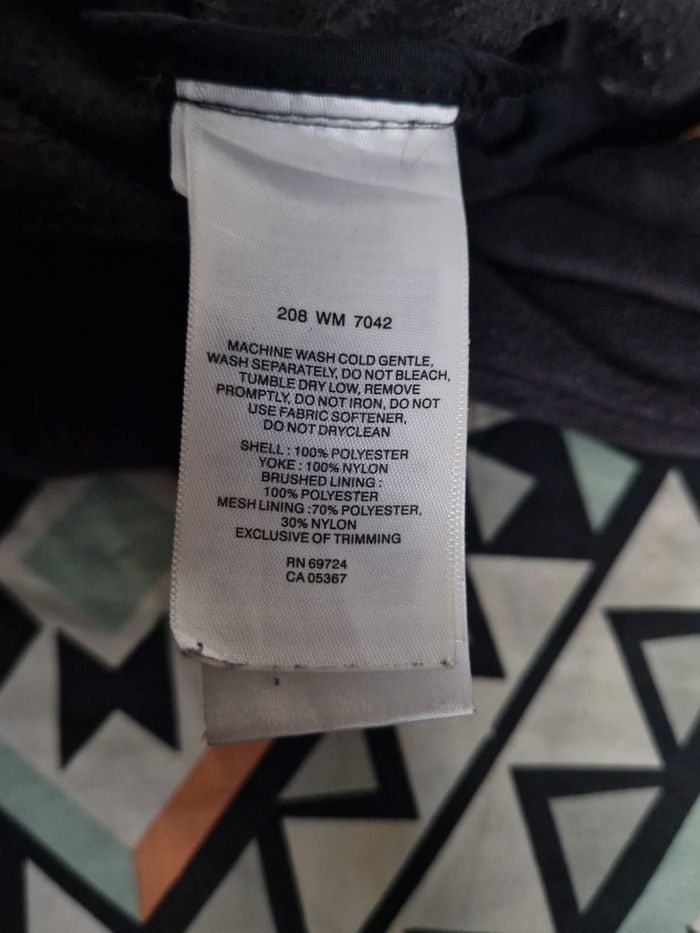 208 WM 7042
MACHINE WASH COLD GENTLE,
WASH SEPARATELY, DO NOT BLEACH,
TUMBLE DRY LOW, REMOVE
PROMPTLY, DO NOT IRON, DO NOT
USE FABRIC SOFTENER,
DO NOT DRYCLEAN
SHELL : 100% POLYESTER
YOKE : 100% NYLON
BRUSHED LINING :
100% POLYESTER
MESH LINING :70% POLYESTER,
30% NYLON
EXCLUSIVE OF TRIMMING
RN 69724
CA 05367